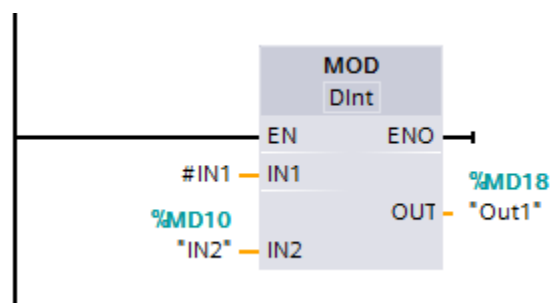 MOD
DInt
EN ENO
#IN1 IN1
%MD18
%MD10 OUT "Out1"
"IN2" IN2